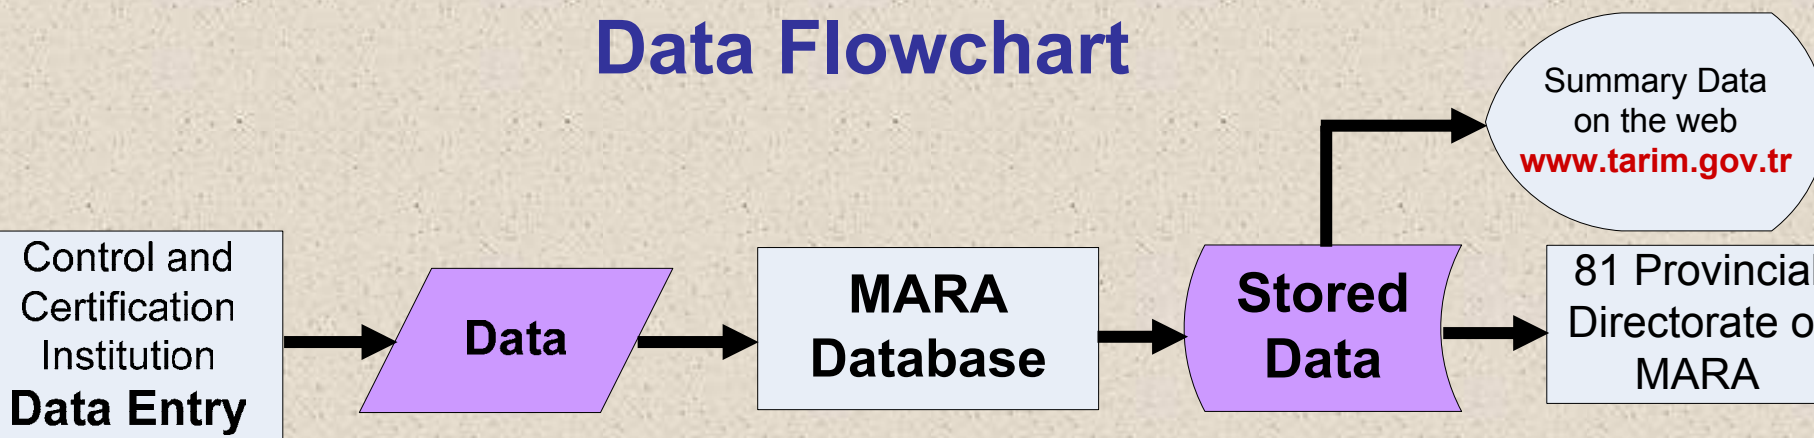 Data Flowchart
Summary Data
on the web
www.tarim.gov.tr
Control and
Certification
Institution
Data Entry
Data
MARA
Database
Stored
Data
81 Provincial
Directorate o
MARA